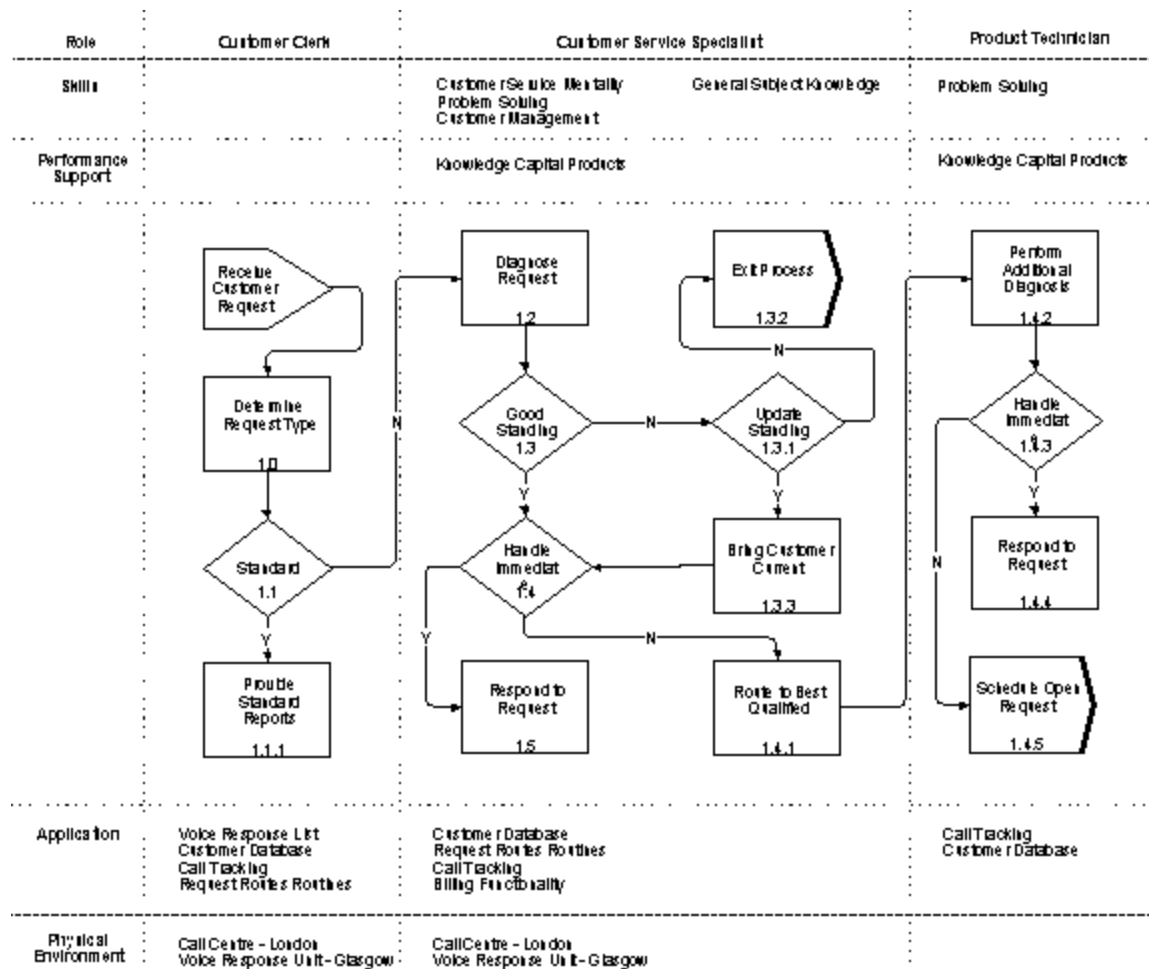 Role
Customer Clerk
Customer Service Specialist
Product Technician
Skills
Customer Service Mentality
Problem Solving
Customer Management
General Subject Knowledge
Problem Solving
Performance
Support
Knowledge Capital Products
Knowledge Capital Products
Receive
Customer
Request
Determine
Request Type
1.0
Standard
1.1
Y
N
Provide
Standard
Reports
1.1.1
Diagnose
Request
1.2
Good
Standing
1.3
N
Y
Handle
Immediat
e
1.4
Y
N
Respond to
Request
1.5
Exit Process
1.3.2
N
Update
Standing
1.3.1
Y
Bring Customer
Current
1.3.3
Route to Best
Qualified
1.4.1
Perform
Additional
Diagnosis
1.4.2
Handle
Immediat
e
1.4.3
Y
N
Respond to
Request
1.4.4
Schedule Open
Request
1.4.5
Application
Voice Response List
Customer Database
Call Tracking
Request Routes Routines
Customer Database
Request Routes Routines
Call Tracking
Billing Functionality
Call Tracking
Customer Database
Physical
Environment
Call Centre - London
Voice Response Unit - Glasgow
Call Centre - London
Voice Response Unit - Glasgow